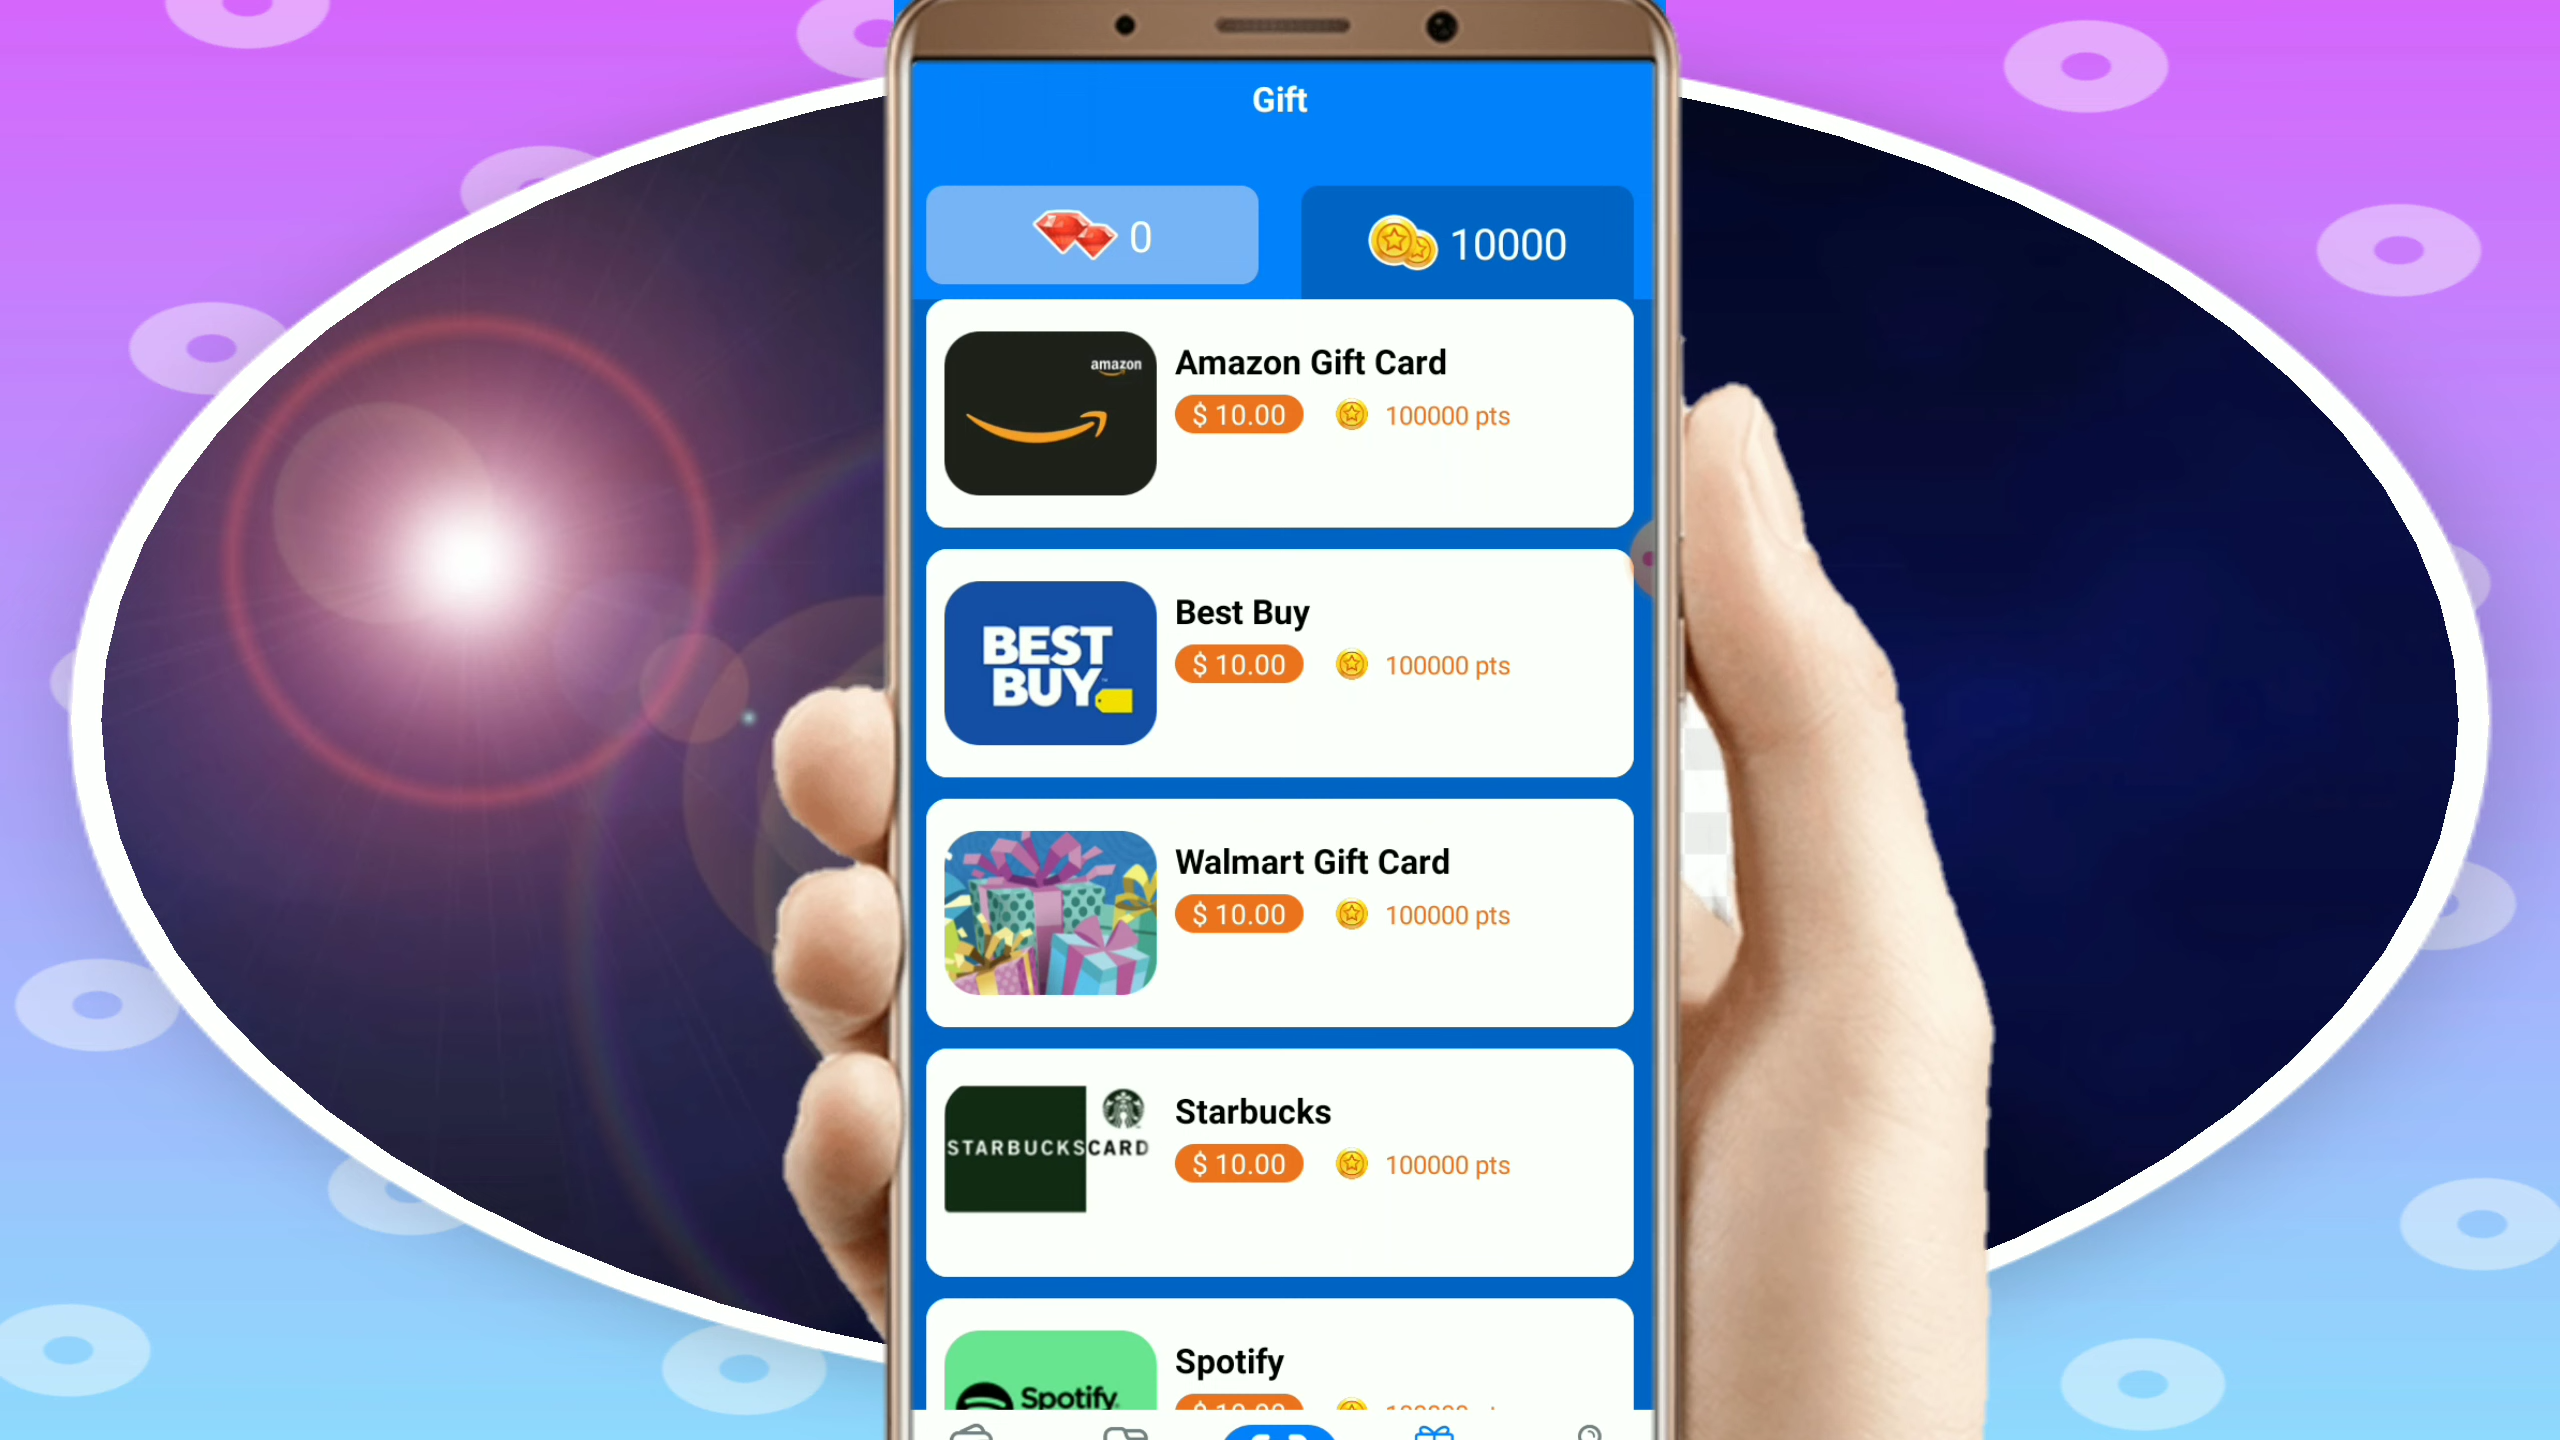 Gift
0
10000
amazon
Amazon Gift Card
$ 10.00
100000 pts
BEST
BUY
Best Buy
$ 10.00
100000 pts
Walmart Gift Card
$ 10.00
100000 pts
STARBUCKSCARD
Starbucks
$ 10.00
100000 pts
Spotify
Spotify